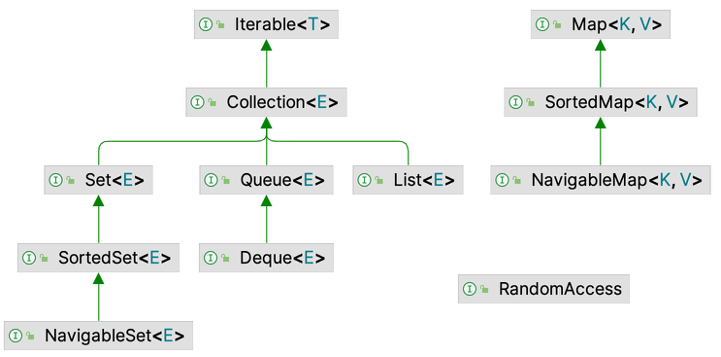 Iterable<T>
Map<K, V>
Collection<E>
SortedMap<K, V>
Set<E>
Queue<E>
List<E>
NavigableMap<K, V>
SortedSet<E>
Deque<E>
RandomAccess
NavigableSet<E>